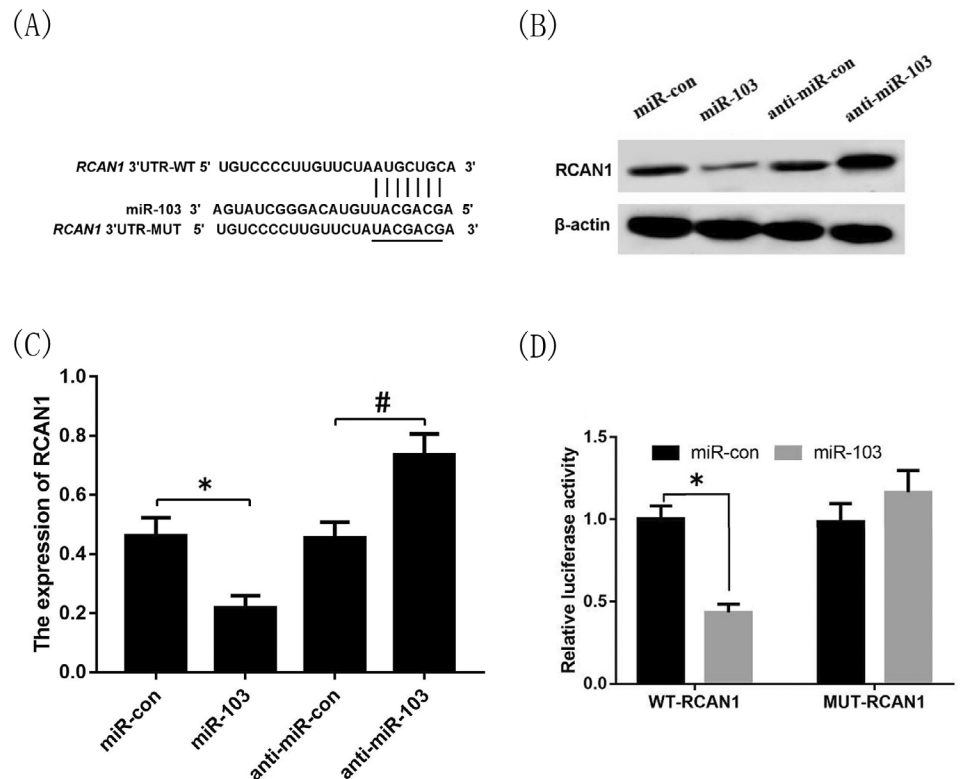 (A)
RCAN1 3'UTR-WT 5' UGUCCCCUUGUUCUAAUGCUGCA 3'
miR-103 3' AGUAUCGGGACAUGUUACGACGA 5'
RCAN1 3'UTR-MUT 5' UGUCCCCUUGUUCUAUACGACGA 3'
(B)
miR-con miR-103 anti-miR-con anti-miR-103
RCAN1
β-actin
(C)
The expression of RCAN1
1.0
0.8
0.6
0.4
0.2
0.0
*
#
miR-con miR-103 anti-miR-con anti-miR-103
(D)
Relative luciferase activity
1.5
1.0
0.5
0.0
miR-con miR-103
*
WT-RCAN1 MUT-RCAN1